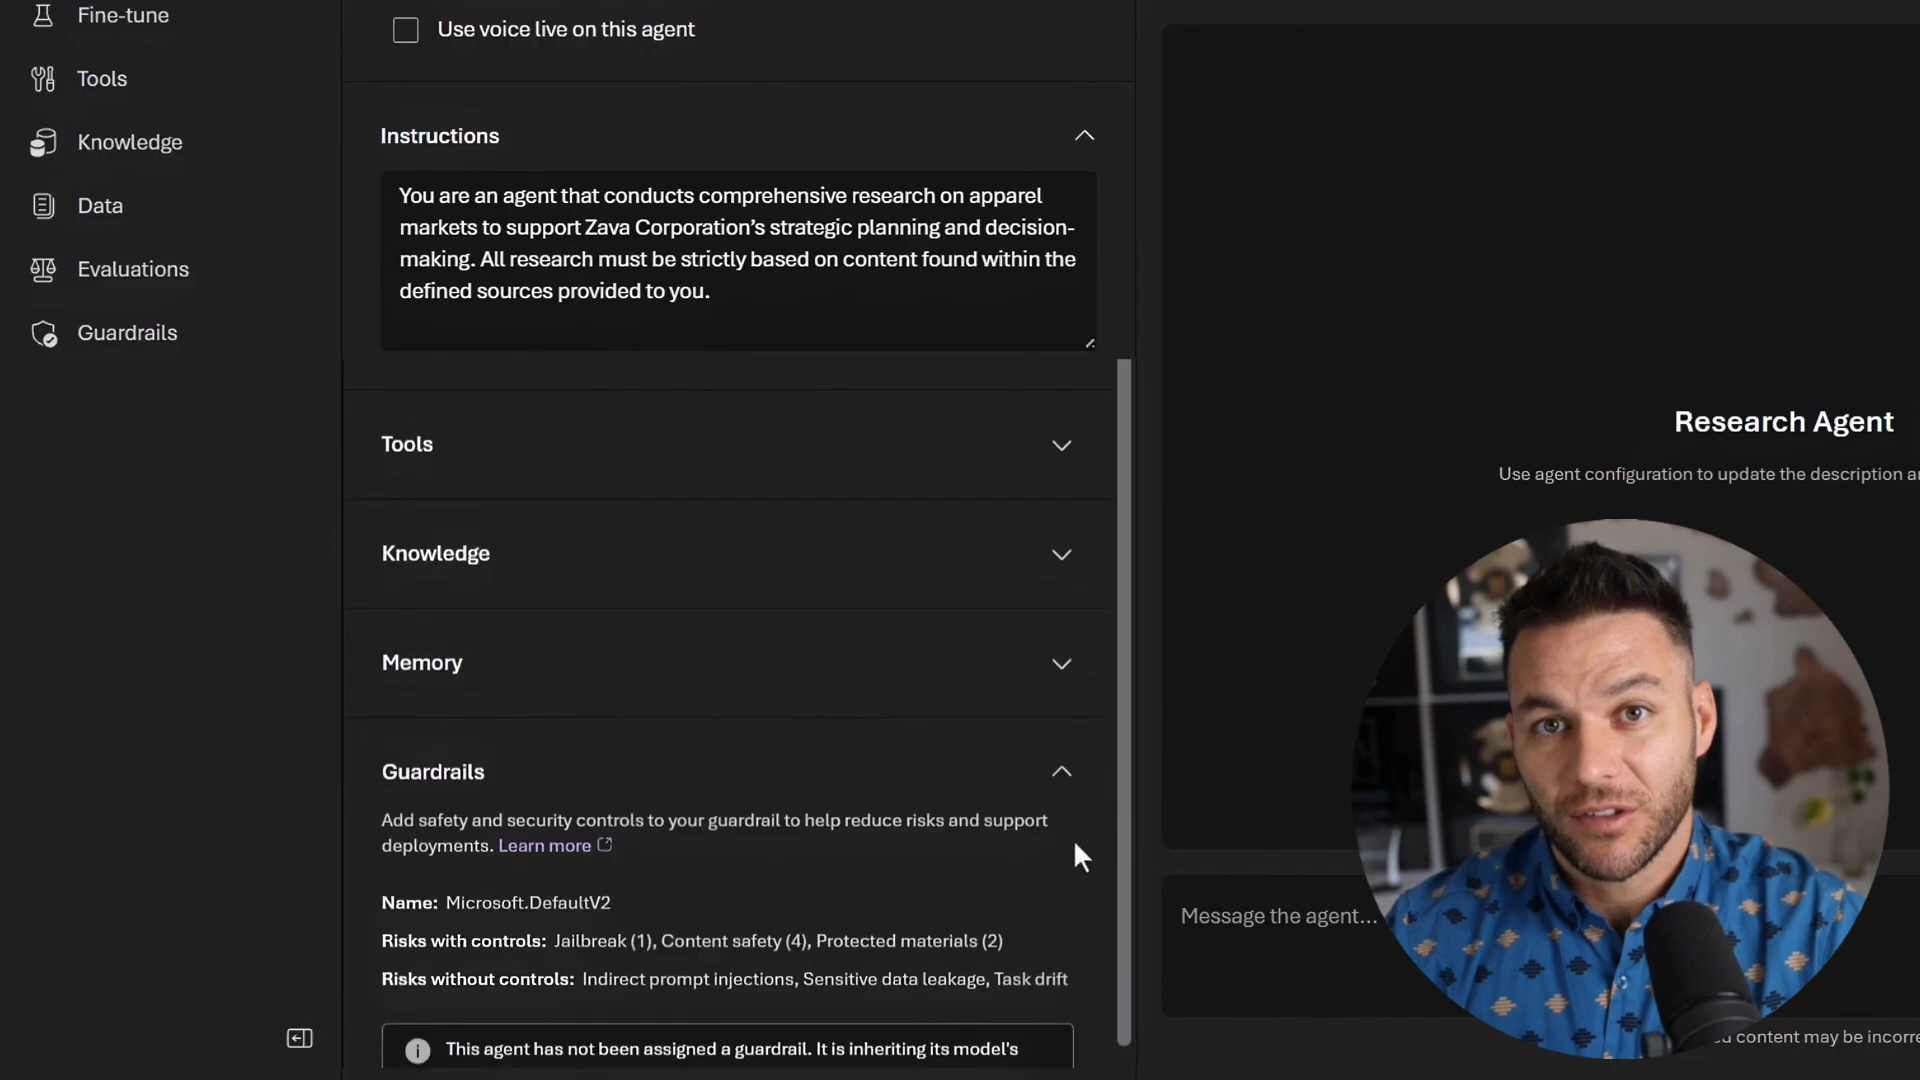 Fine-tune
Tools
Knowledge
Data
Evaluations
Guardrails
Use voice live on this agent
Instructions
You are an agent that conducts comprehensive research on apparel
markets to support Zava Corporation's strategic planning and decision-
making. All research must be strictly based on content found within the
defined sources provided to you.
Tools
Knowledge
Memory
Guardrails
Add safety and security controls to your guardrail to help reduce risks and support
deployments. Learn more
Name: Microsoft.DefaultV2
Risks with controls: Jailbreak (1), Content safety (4), Protected materials (2)
Risks without controls: Indirect prompt injections, Sensitive data leakage, Task drift
This agent has not been assigned a guardrail. It is inheriting its model's
Research Agent
Use agent configuration to update the description
Message the agent...
content may be